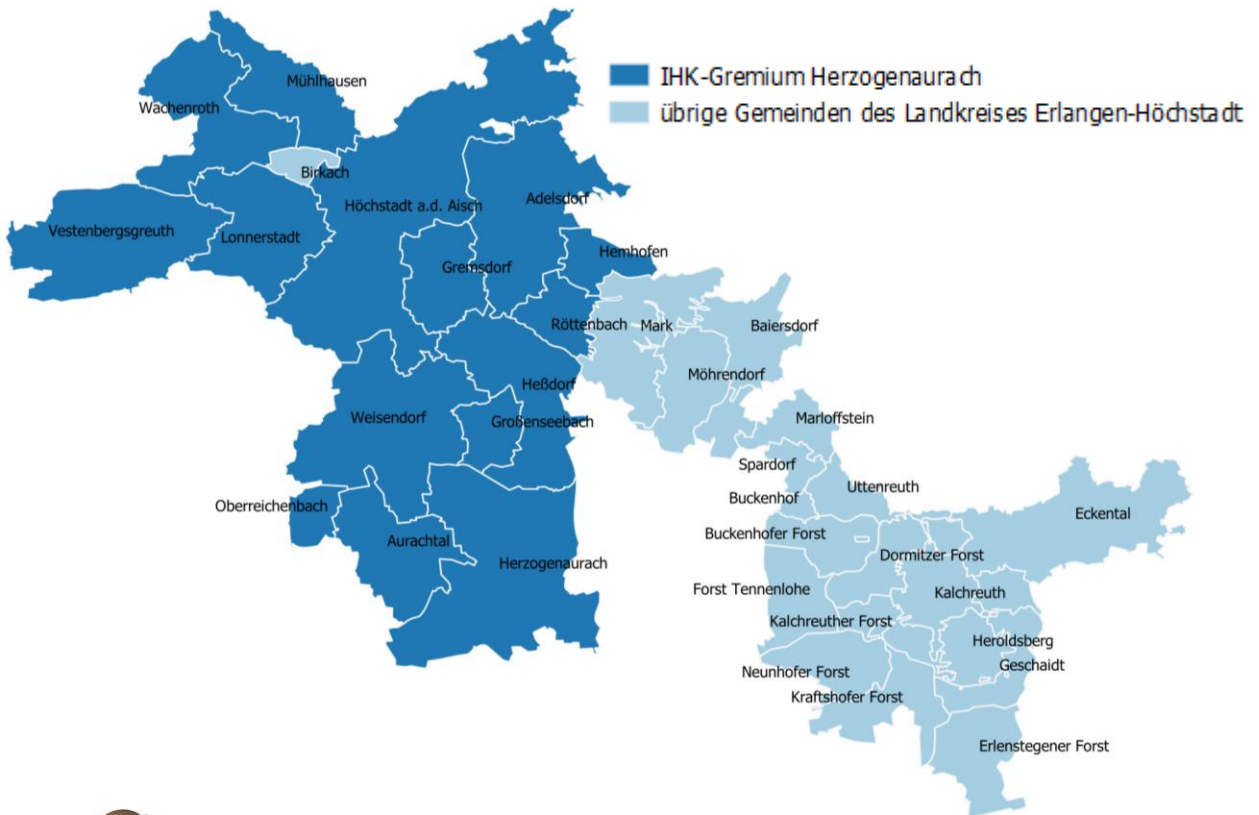 IHK-Gremium Herzogenaurach
übrige Gemeinden des Landkreises Erlangen-Höchstadt
Mühlhausen
Wachenroth
Birkach
Höchstadt a.d. Aisch
Adelsdorf
Vestenbergsgreuth
Lonnerstadt
Hemhofen
Gremsdorf
Röttenbach
Mark
Baiersdorf
Möhrendorf
Heßdorf
Weisendorf
Großenseebach
Marloffstein
Spardorf
Uttenreuth
Buckenhof
Oberreichenbach
Eckental
Buckenhofer Forst
Aurachtal
Dormitzer Forst
Herzogenaurach
Forst Tennenlohe
Kalchreuth
Kalchreuther Forst
Heroldsberg
Geschaidt
Neunhofer Forst
Kraftshofer Forst
Erlenstegener Forst